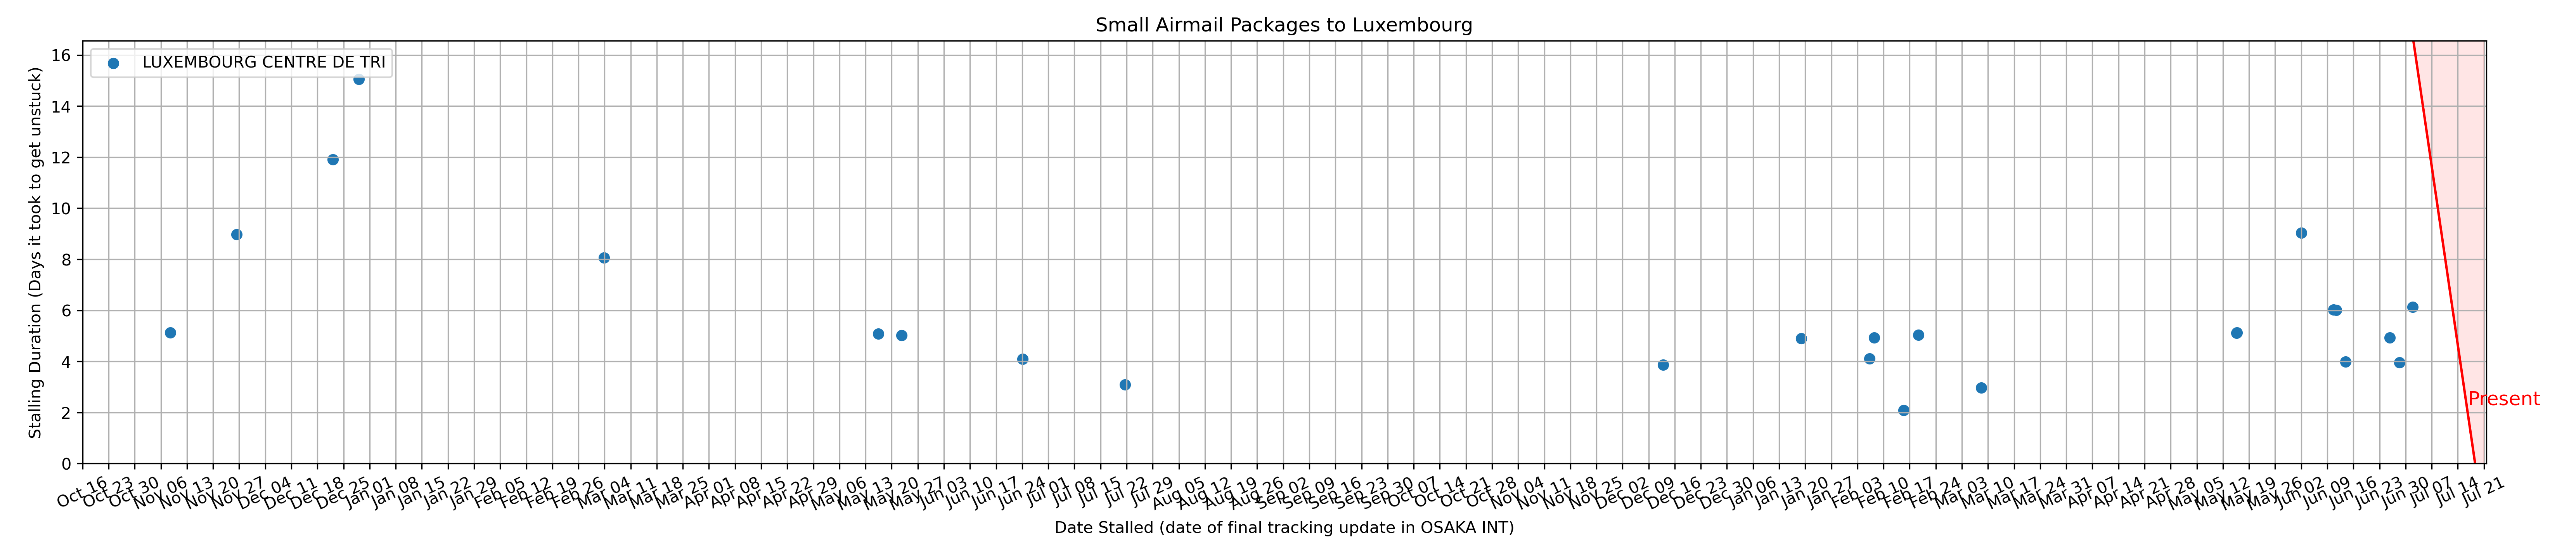 Small Airmail Packages to Luxembourg
LUXEMBOURG CENTRE DE TRI
Stalling Duration (Days it took to get unstuck)
16
14
12
10
8
6
4
2
0
Present
Oct 16 Oct 23 Oct 30 Nov 06 Nov 13 Nov 20 Nov 27 Dec 04 Dec 11 Dec 18 Dec 25 Jan 01 Jan 08 Jan 15 Jan 22 Jan 29 Feb 05 Feb 12 Feb 19 Feb 26 Mar 04 Mar 11 Mar 18 Mar 25 Apr 01 Apr 08 Apr 15 Apr 22 Apr 29 May 06 May 13 May 20 May 27 Jun 03 Jun 10 Jun 17 Jun 24 Jul 01 Jul 08 Jul 15 Jul 22 Jul 29 Aug 05 Aug 12 Aug 19 Aug 26 Sep 02 Sep 09 Sep 16 Sep 23 Sep 30 Oct 07 Oct 14 Oct 21 Oct 28 Nov 04 Nov 11 Nov 18 Nov 25 Dec 02 Dec 09 Dec 16 Dec 23 Dec 30 Jan 06 Jan 13 Jan 20 Jan 27 Feb 03 Feb 10 Feb 17 Feb 24 Mar 03 Mar 10 Mar 17 Mar 24 Mar 31 Apr 07 Apr 14 Apr 21 Apr 28 May 05 May 12 May 19 May 26 Jun 02 Jun 09 Jun 16 Jun 23 Jun 30 Jul 07 Jul 14 Jul 21
Date Stalled (date of final tracking update in OSAKA INT)